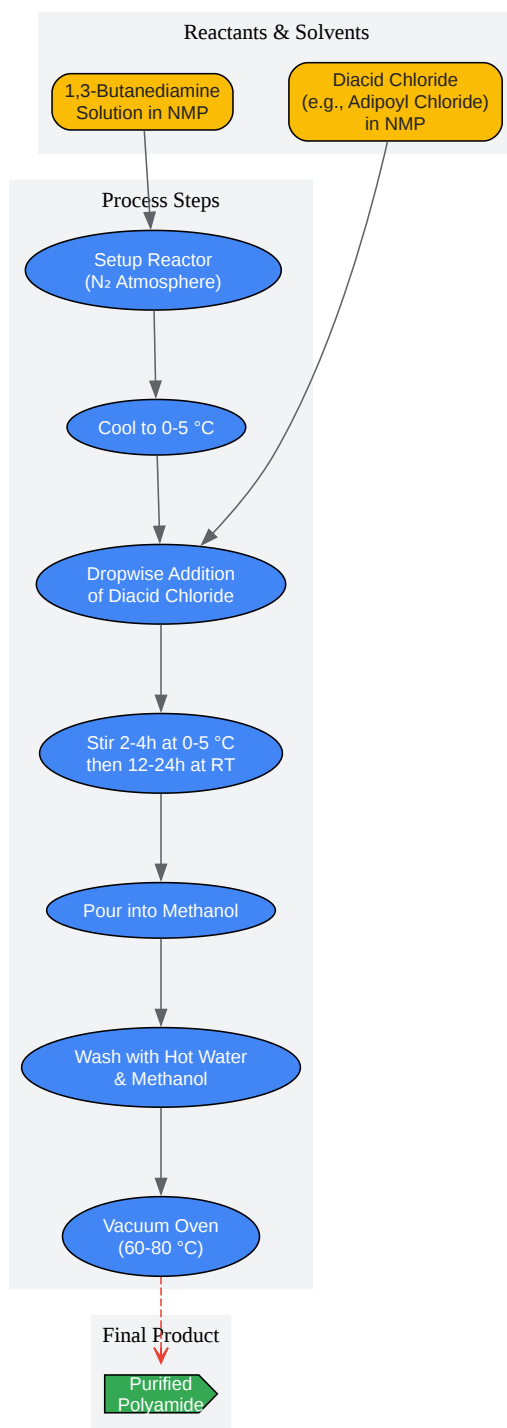 Reactants & Solvents
1,3-Butanediamine
Solution in NMP
Diacid Chloride
(e.g., Adipoyl Chloride)
in NMP
Process Steps
Setup Reactor
(N₂ Atmosphere)
Cool to 0-5 °C
Dropwise Addition
of Diacid Chloride
Stir 2-4h at 0-5 °C
then 12-24h at RT
Pour into Methanol
Wash with Hot Water
& Methanol
Vacuum Oven
(60-80 °C)
Final Product
Purified
Polyamide